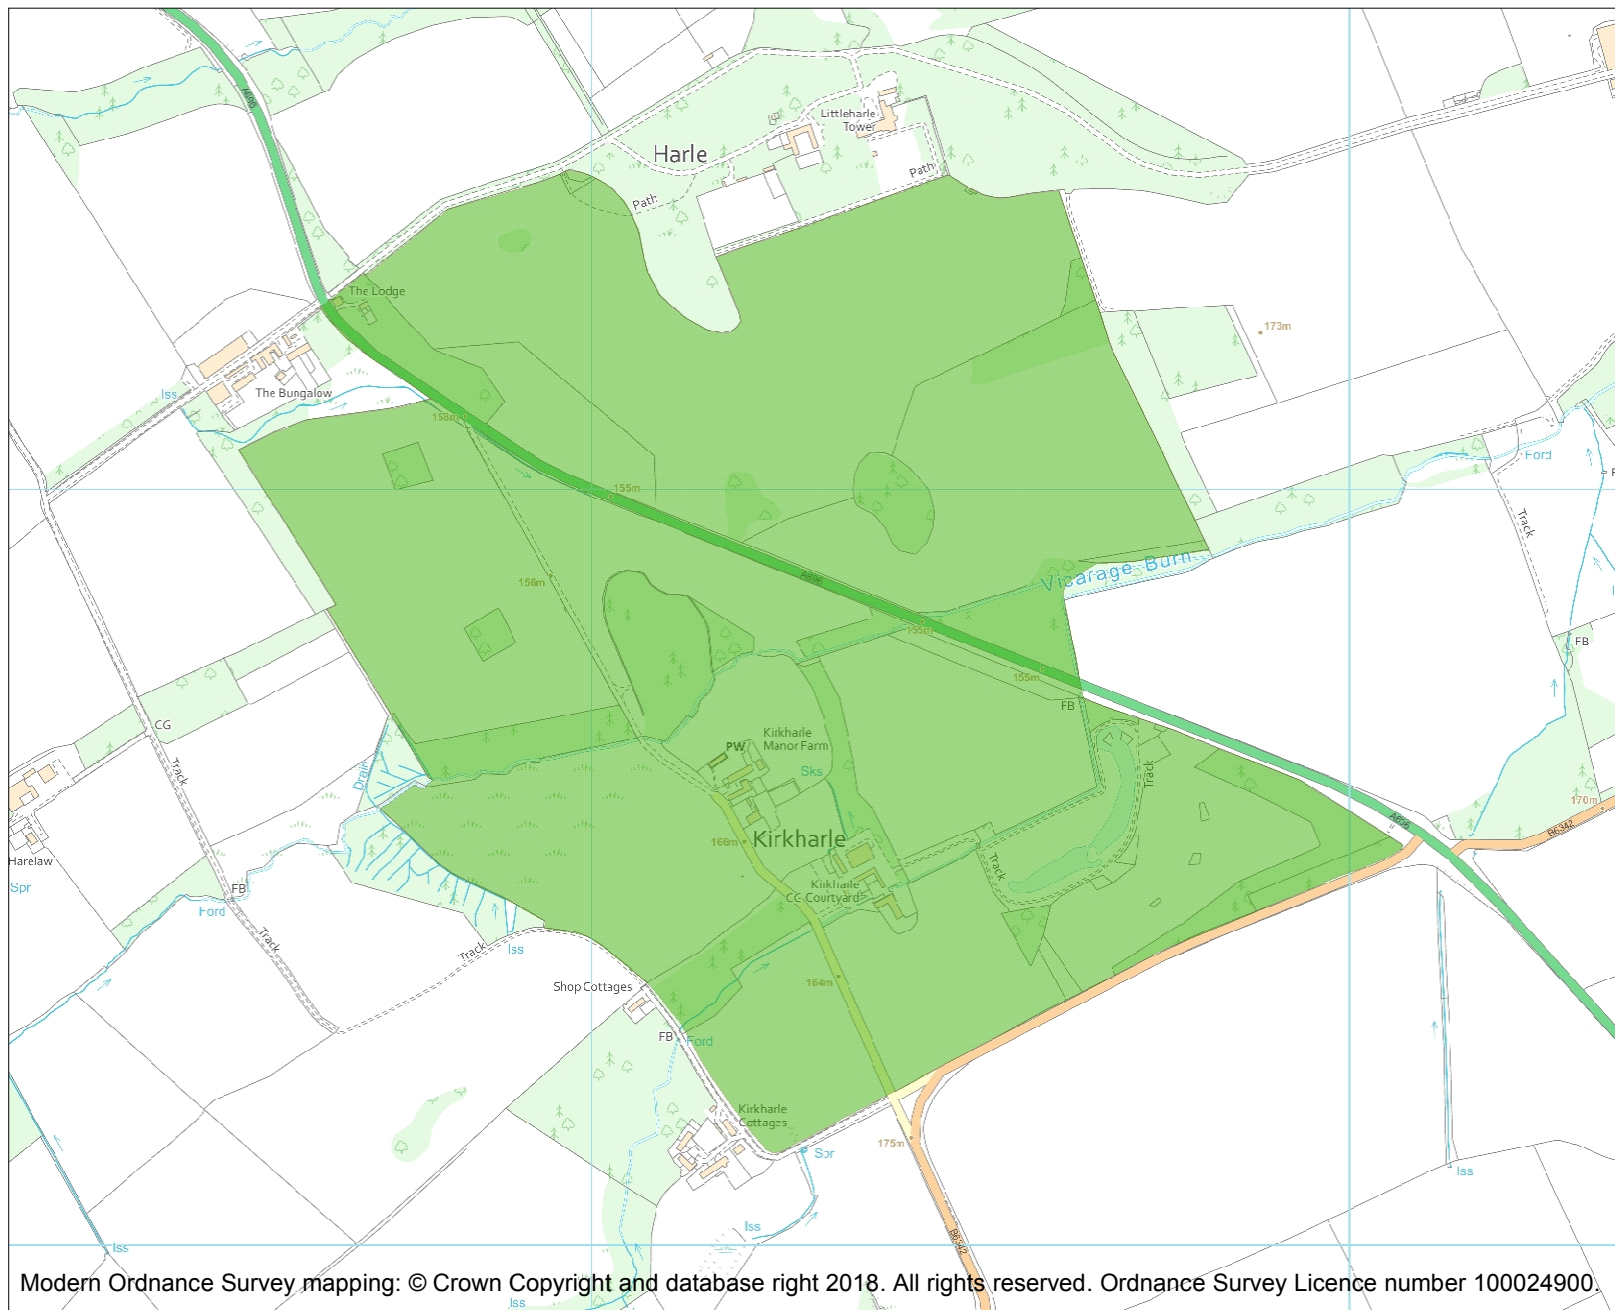 A696
Littleharle
Tower
Harle
Path
Path
The Lodge
173m
The Bungalow
Iss
158m
Ford
155m
Track
A696
Vicarage Burn
156m
155m
FB
155m
FB
CG
Kirkharle
Manor Farm
PW
Track
Drain
Sks
Track
170m
A696
B6342
Kirkharle
166m
Harelaw
Track
Spr
FB
Kirkharle
CG Courtyard
Ford
Track
Track
Iss
164m
Shop Cottages
FB
Ford
Kirkharle
Cottages
175m
Spr
Iss
Iss
B6342
Iss
Iss
Modern Ordnance Survey mapping: © Crown Copyright and database right 2018. All rights reserved. Ordnance Survey Licence number 100024900.